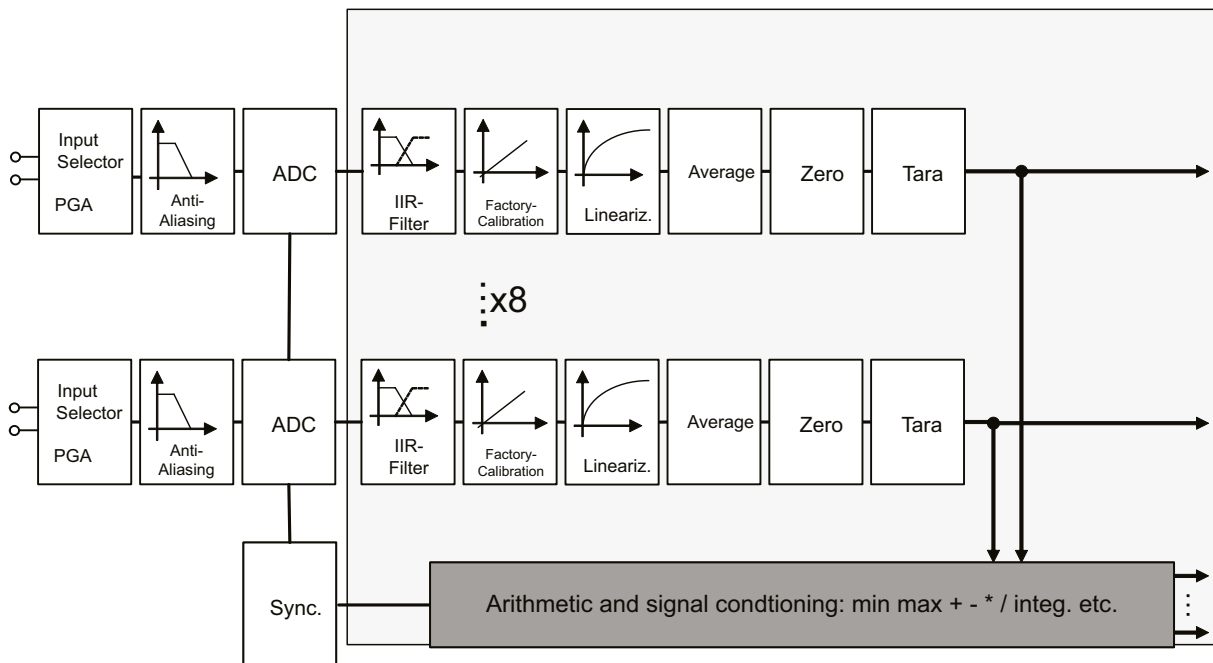 Input
Selector
PGA
Anti-
Aliasing
ADC
IIR-
Filter
Factory-
Calibration
Lineariz.
Average
Zero
Tara
x8
Input
Selector
PGA
Anti-
Aliasing
ADC
IIR-
Filter
Factory-
Calibration
Lineariz.
Average
Zero
Tara
Sync.
Arithmetic and signal condtioning: min max + - * / integ. etc.